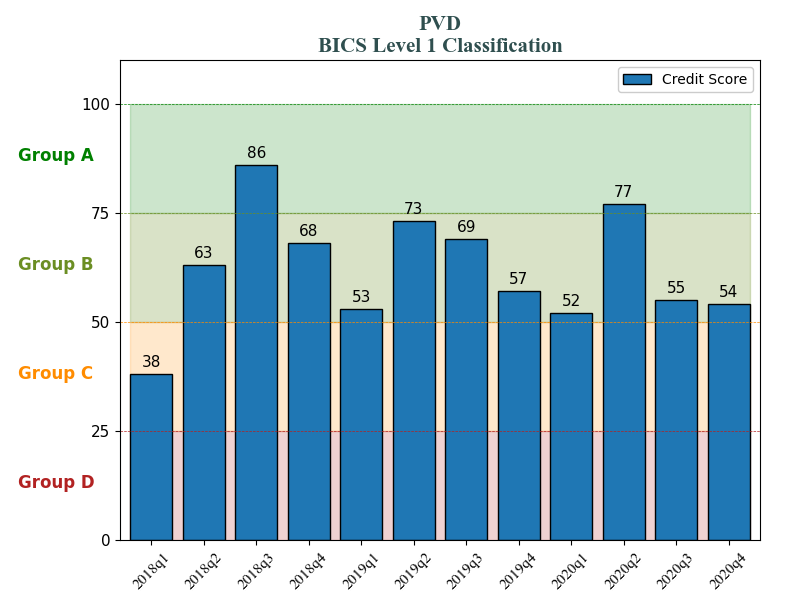 PVD
BICS Level 1 Classification
Credit Score
100
Group A
86
77
75
73
69
68
Group B
63
57
55
54
53
52
50
Group C
38
25
Group D
0
2018q1
2018q2
2018q3
2018q4
2019q1
2019q2
2019q3
2019q4
2020q1
2020q2
2020q3
2020q4